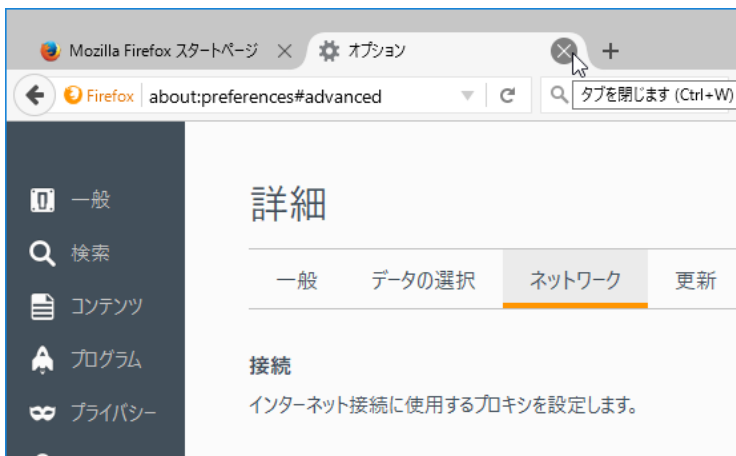 Mozilla Firefox スタートページ
オプション
Firefox about:preferences#advanced
タブを閉じます (Ctrl+W)
一般
検索
コンテンツ
プログラム
プライバシー
詳細
一般 データの選択 ネットワーク 更新
接続
インターネット接続に使用するプロキシを設定します。